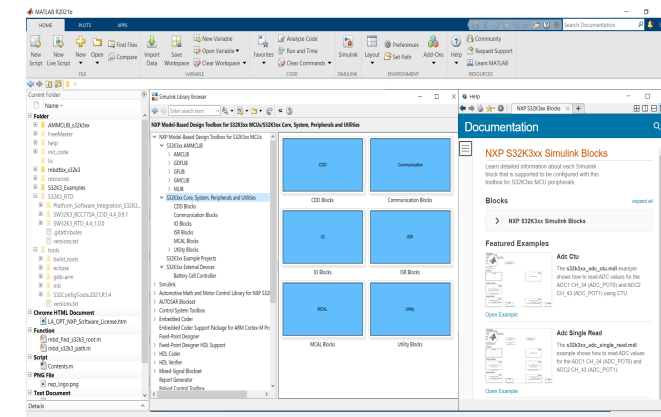 MATLAB R2021b
HOME PLOTS APPS
Search Documentation
New Script
New Live Script
New
Open
Find Files
Compare
Import Data
Save Workspace
New Variable
Open Variable
Clear Workspace
Favorites
Analyze Code
Run and Time
Clear Commands
Simulink
Layout
Preferences
Set Path
Add-Ons
Help
Community
Request Support
Learn MATLAB
FILE VARIABLE CODE SIMULINK ENVIRONMENT RESOURCES
Current Folder
Name
Folder
AMMCLIB_s32k3xx
FreeMaster
help
init_code
lic
mbdtbx_s32k3
resources
S32K3_Examples
S32K3_RTD
Platform_Software_Integration_S32K3...
SW32K3_BCC775A_CDD_4.4_0.9.1
SW32K3_RTD_4.4_1.0.0
.gitattributes
versions.txt
tools
build_tools
eclipse
gdb-arm
mit
S32ConfigTools.2021.R1.4
versions.txt
Chrome HTML Document
LA_OPT_NXP_Software_License.htm
Function
mbd_find_s32k3_root.m
mbd_s32k3_path.m
Script
Contents.m
PNG File
nxp_logo.png
Text Document
Details
Simulink Library Browser
Enter search term
NXP Model-Based Design Toolbox for S32K3xx MCUs/S32K3xx Core, System, Peripherals and Utilities
NXP Model-Based Design Toolbox for S32K3xx MCUs
S32K3xx AMMCLIB
AMCLIB
GDFLIB
GFLIB
GMCLIB
MLIB
S32K3xx Core, System, Peripherals and Utilities
CDD Blocks
Communication Blocks
IO Blocks
ISR Blocks
MCAL Blocks
Utility Blocks
S32K3xx Example Projects
S32K3xx External Devices
Battery Cell Controller
Simulink
Automotive Math and Motor Control Library for NXP S32
AUTOSAR Blockset
Control System Toolbox
Embedded Coder
Embedded Coder Support Package for ARM Cortex-M Pro
Fixed-Point Designer
Fixed-Point Designer HDL Support
HDL Coder
HDL Verifier
Mixed-Signal Blockset
Report Generator
Robust Control Toolbox
CDD Communication
CDD Blocks Communication Blocks
IO ISR
IO Blocks ISR Blocks
MCAL Utility
MCAL Blocks Utility Blocks
Help
NXP S32K3xx Blocks
Documentation
NXP S32K3xx Simulink Blocks
Learn detailed information about each Simulink
block that is supported to be configured with this
toolbox for S32K3xx MCU peripherals
Blocks expand all
NXP S32K3xx Simulink Blocks
Featured Examples
Adc Ctu
The s32k3xx_adc_ctu.mdl example
shows how to read ADC values for the
ADC1 CH_34 (ADC_POT0) and ADC2
CH_43 (ADC_POT1) using CTU.
Open Example
Adc Single Read
The s32k3xx_adc_single_read.mdl
example shows how to read ADC values
for the ADC1 CH_34 (ADC_POT0) and
ADC2 CH_43 (ADC_POT1)
Open Example